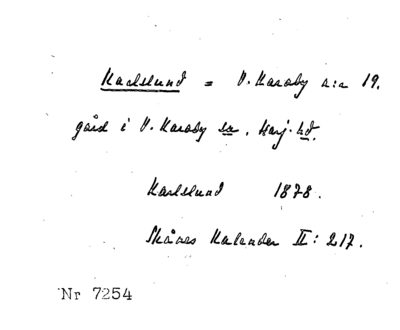 Karlslund = V. Karaby n:r 19.
gård i V. Karaby sn, Harj. hd.
Karlslund 1878.
Skånes Kalender II: 217.
Nr 7254